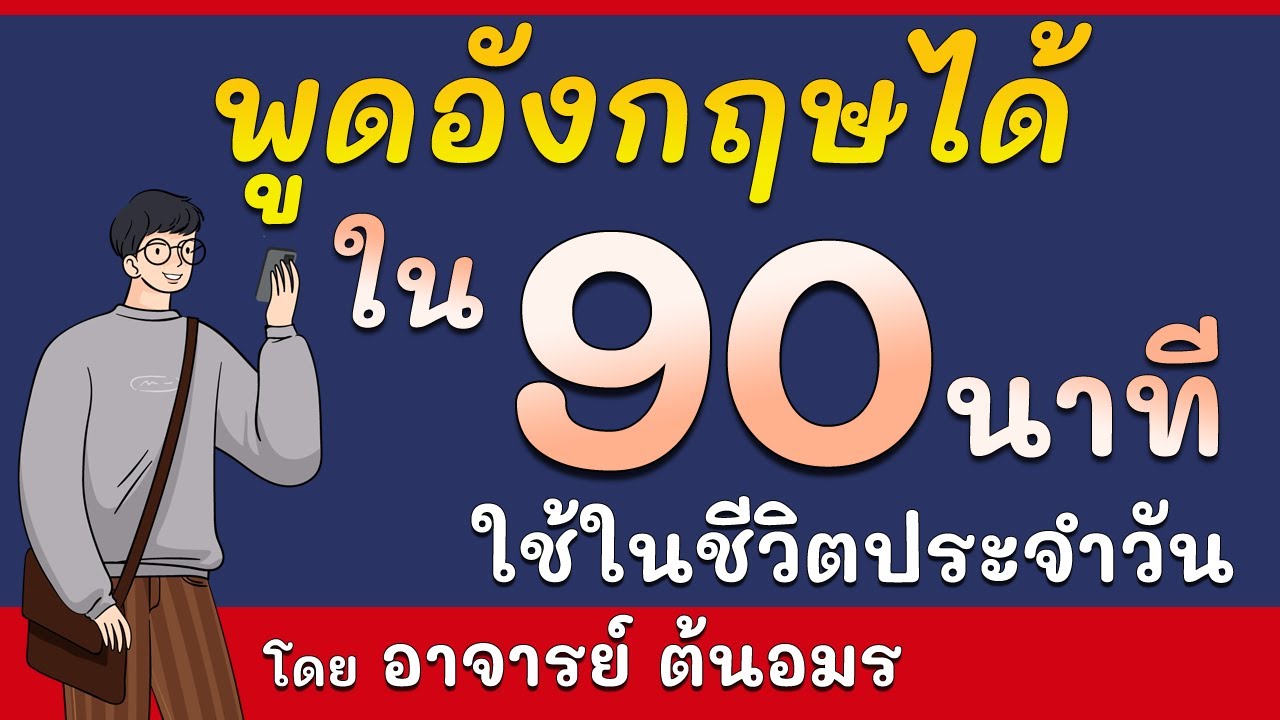 พูดอังกฤษได้
ใน 90 นาที
ใช้ในชีวิตประจำวัน
โดย อาจารย์ ต้นอมร